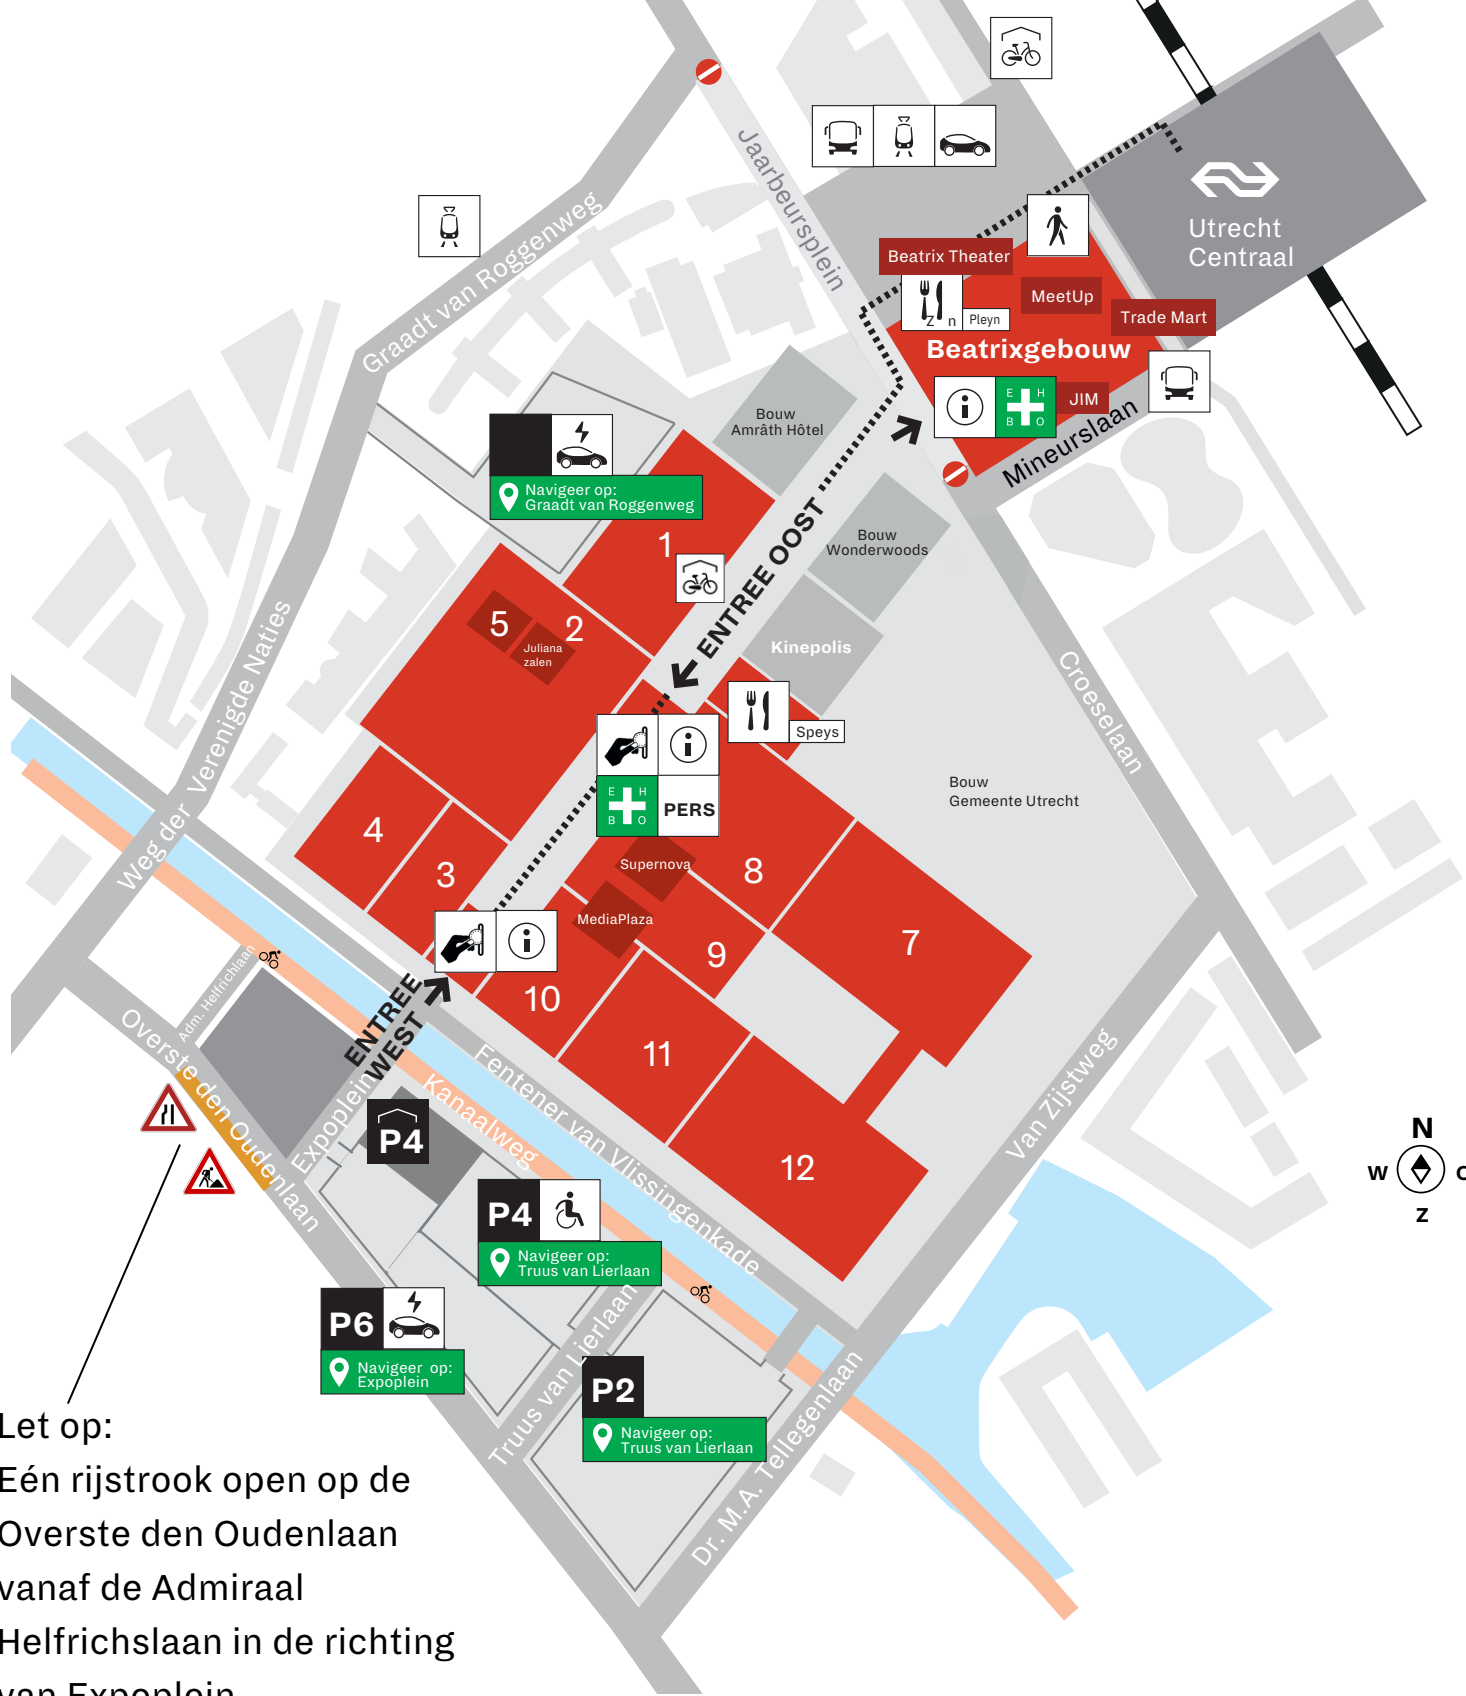 Jaarbeursplein
Utrecht
Centraal
Graadt van Roggenweg
Beatrix Theater
MeetUp
Trade Mart
Z n
Pleyn
Beatrixgebouw
E H
B O
JIM
Mineurslaan
Bouw
Amrâth Hôtel
Navigeer op:
Graadt van Roggenweg
1
ENTREE OOST
Bouw
Wonderwoods
Kinepolis
5
2
Juliana
zalen
Weg der Verenigde Naties
Croeselaan
Speys
E H
B O
PERS
Bouw
Gemeente Utrecht
4
3
Supernova
8
MediaPlaza
9
7
10
11
12
Adm. Helfrichlaan
Overste den Oudenlaan
ENTREE
WEST
Expoplein
Kanaalweg
Fentener van Vlissingenkade
Van Zijstweg
P4
P4
Navigeer op:
Truus van Lierlaan
P6
Navigeer op:
Expoplein
Truus van Lierlaan
P2
Navigeer op:
Truus van Lierlaan
Dr. M.A. Tellegenlaan
N
W O
Z
Let op:
Eén rijstrook open op de
Overste den Oudenlaan
vanaf de Admiraal
Helfrichslaan in de richting
van Expoplein